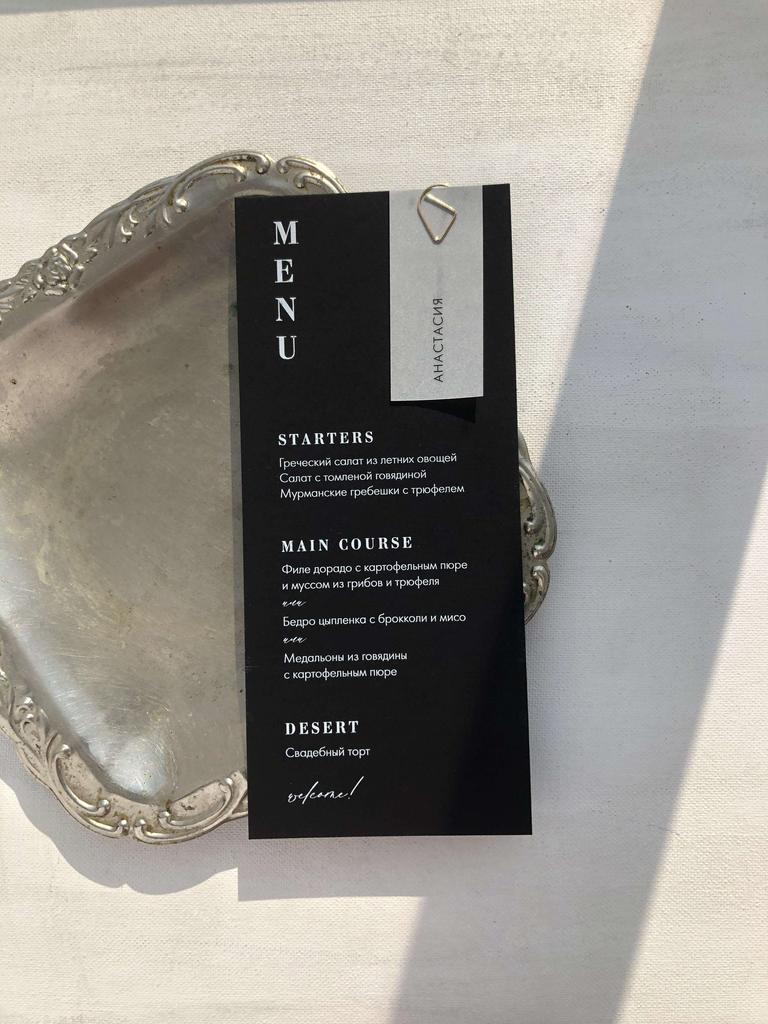 MENU
АНАСТАСИЯ
STARTERS
Греческий салат из летних овощей
Салат с томленой говядиной
Мурманские гребешки с трюфелем
MAIN COURSE
Филе дорадо с картофельным пюре
и муссом из грибов и трюфеля
или
Бедро цыпленка с брокколи и мисо
или
Медальоны из говядины
с картофельным пюре
DESERT
Свадебный торт
welcome!